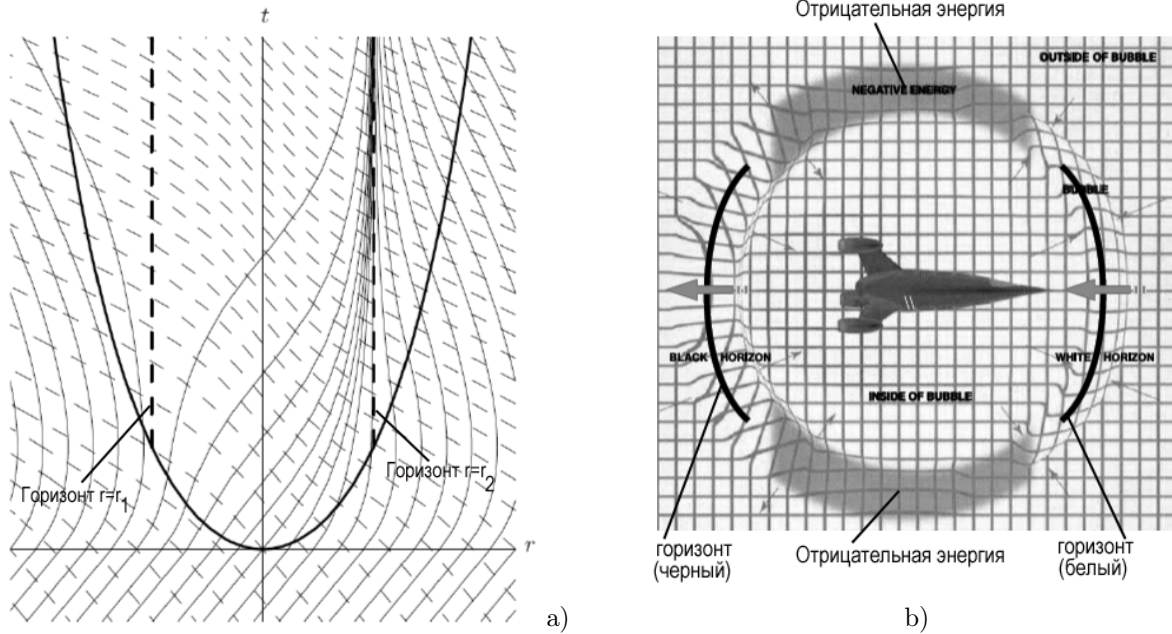 t
Горизонт r=r1
Горизонт r=r2
r
a)
Отрицательная энергия
OUTSIDE OF BUBBLE
NEGATIVE ENERGY
BUBBLE
BLACK HORIZON
WHITE HORIZON
INSIDE OF BUBBLE
горизонт
(черный)
Отрицательная энергия
горизонт
(белый)
b)